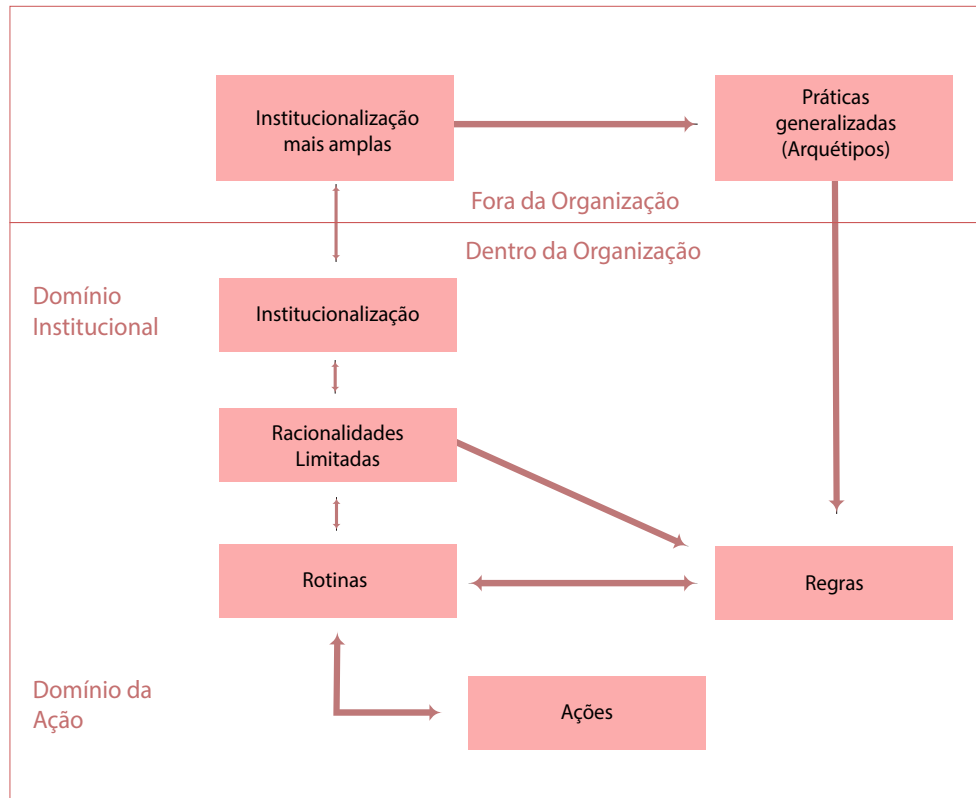 Institucionalização
mais amplas
Práticas
generalizadas
(Arquétipos)
Fora da Organização
Dentro da Organização
Domínio
Institucional
Institucionalização
Racionalidades
Limitadas
Rotinas
Regras
Domínio da
Ação
Ações